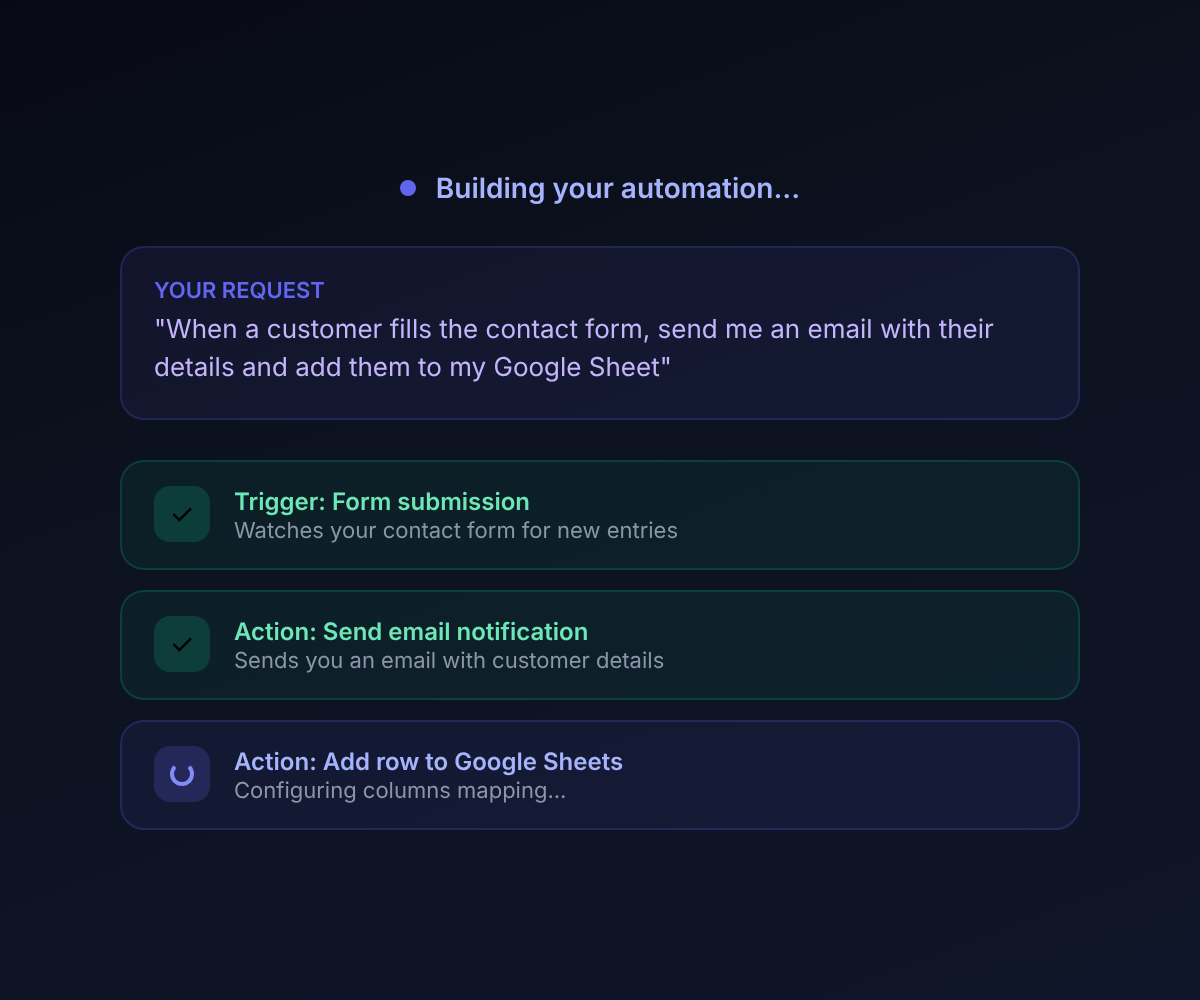 Building your automation...
YOUR REQUEST
"When a customer fills the contact form, send me an email with their
details and add them to my Google Sheet"
Trigger: Form submission
Watches your contact form for new entries
Action: Send email notification
Sends you an email with customer details
Action: Add row to Google Sheets
Configuring columns mapping...